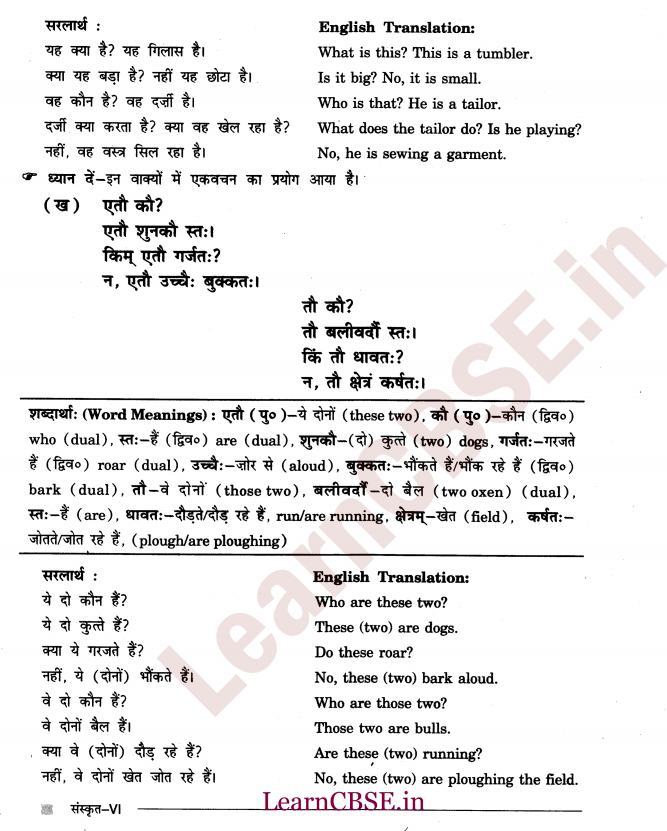 सरलार्थ : English Translation:
यह क्या है? यह गिलास है। What is this? This is a tumbler.
क्या यह बड़ा है? नहीं यह छोटा है। Is it big? No, it is small.
वह कौन है? वह दर्ज़ी है। Who is that? He is a tailor.
दर्ज़ी क्या करता है? क्या वह खेल रहा है? What does the tailor do? Is he playing?
नहीं, वह वस्त्र सिल रहा है। No, he is sewing a garment.
☞ ध्यान दें–इन वाक्यों में एकवचन का प्रयोग आया है।
(ख) एतौ कौ?
एतौ शुनकौ स्तः।
किम् एतौ गर्जतः?
न, एतौ उच्चैः बुक्कतः।
तौ कौ?
तौ बलीवर्दौ स्तः।
किं तौ धावतः?
न, तौ क्षेत्रं कर्षतः।
शब्दार्थाः (Word Meanings) : एतौ (पु०)–ये दोनों (these two), कौ (पु०)–कौन (द्विव०)
who (dual), स्तः–हैं (द्विव०) are (dual), शुनकौ–(दो) कुत्ते (two) dogs, गर्जतः–गरजते
हैं (द्विव०) roar (dual), उच्चैः–जोर से (aloud), बुक्कतः–भौंकते हैं/भौंक रहे हैं (द्विव०)
bark (dual), तौ–वे दोनों (those two), बलीवर्दौ–दो बैल (two oxen) (dual),
स्तः–हैं (are), धावतः–दौड़ते/दौड़ रहे हैं, run/are running, क्षेत्रम्–खेत (field), कर्षतः–
जोतते/जोत रहे हैं, (plough/are ploughing)
सरलार्थ : English Translation:
ये दो कौन हैं? Who are these two?
ये दो कुत्ते हैं? These (two) are dogs.
क्या ये गरजते हैं? Do these roar?
नहीं, ये (दोनों) भौंकते हैं। No, these (two) bark aloud.
वे दो कौन हैं? Who are those two?
वे दोनों बैल हैं। Those two are bulls.
क्या वे (दोनों) दौड़ रहे हैं? Are these (two) running?
नहीं, वे दोनों खेत जोत रहे हैं। No, these (two) are ploughing the field.
संस्कृत–VI LearnCBSE.in
LearnCBSE.in